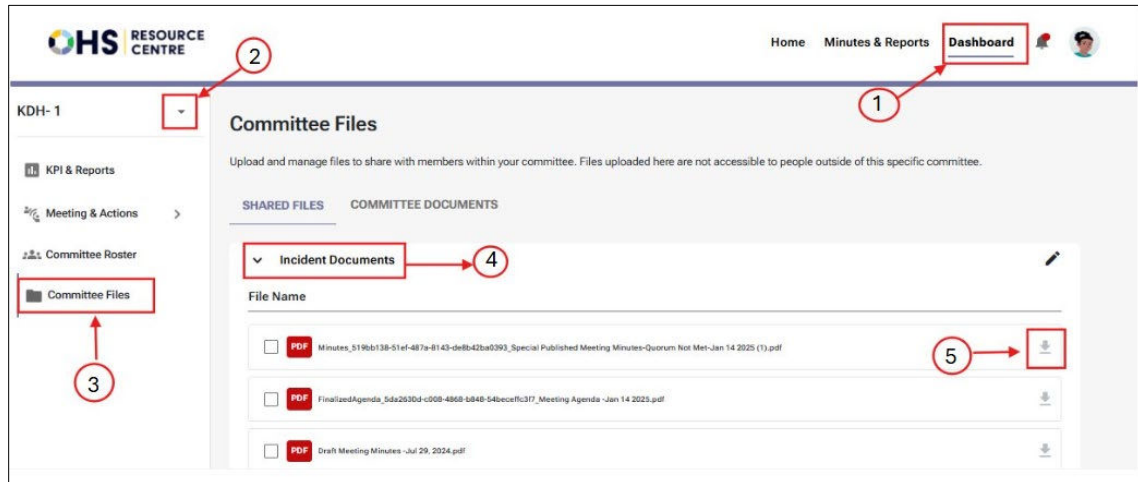 OHS RESOURCE CENTRE
Home Minutes & Reports Dashboard
2
1
KDH- 1
KPI & Reports
Meeting & Actions
Committee Roster
Committee Files
3
Committee Files
Upload and manage files to share with members within your committee. Files uploaded here are not accessible to people outside of this specific committee.
SHARED FILES COMMITTEE DOCUMENTS
Incident Documents
4
File Name
PDF Minutes_519bb138-51ef-487a-8143-de8b42ba0393_Special Published Meeting Minutes-Quorum Not Met-Jan 14 2025 (1).pdf
5
PDF FinalizedAgenda_5da2630d-c008-4868-b848-54beceffc3f7_Meeting Agenda -Jan 14 2025.pdf
PDF Draft Meeting Minutes -Jul 29, 2024.pdf